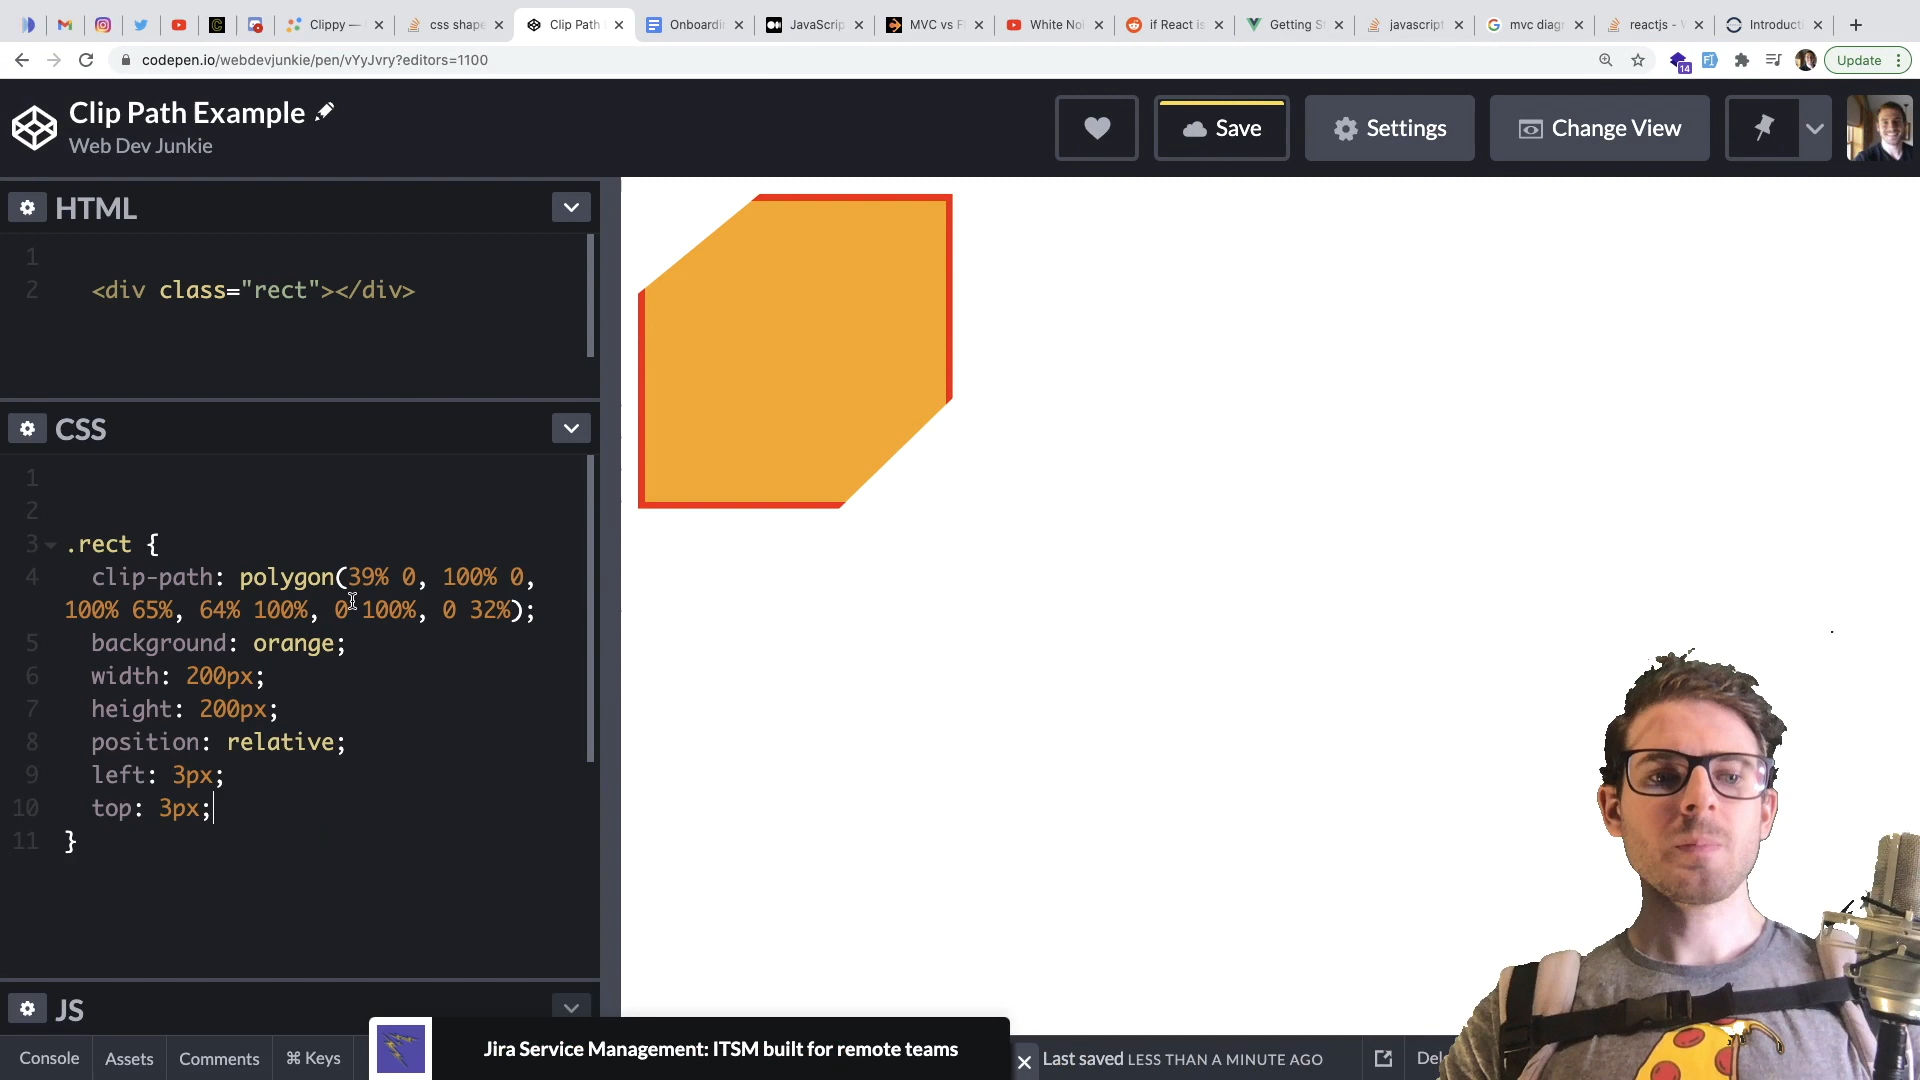 Clippy —
css shape
Clip Path
Onboardin
JavaScrip
MVC vs F
White Noi
if React is
Getting S
javascript
mvc diag
reactjs -
Introducti
codepen.io/webdevjunkie/pen/vYyJvry?editors=1100
14
Update
Clip Path Example
Web Dev Junkie
Save
Settings
Change View
HTML
1
2 <div class="rect"></div>
CSS
1
2
3 .rect {
4 clip-path: polygon(39% 0, 100% 0,
100% 65%, 64% 100%, 0 100%, 0 32%);
5 background: orange;
6 width: 200px;
7 height: 200px;
8 position: relative;
9 left: 3px;
10 top: 3px;
11 }
JS
Console
Assets
Comments
⌘ Keys
Jira Service Management: ITSM built for remote teams
Last saved LESS THAN A MINUTE AGO
Del